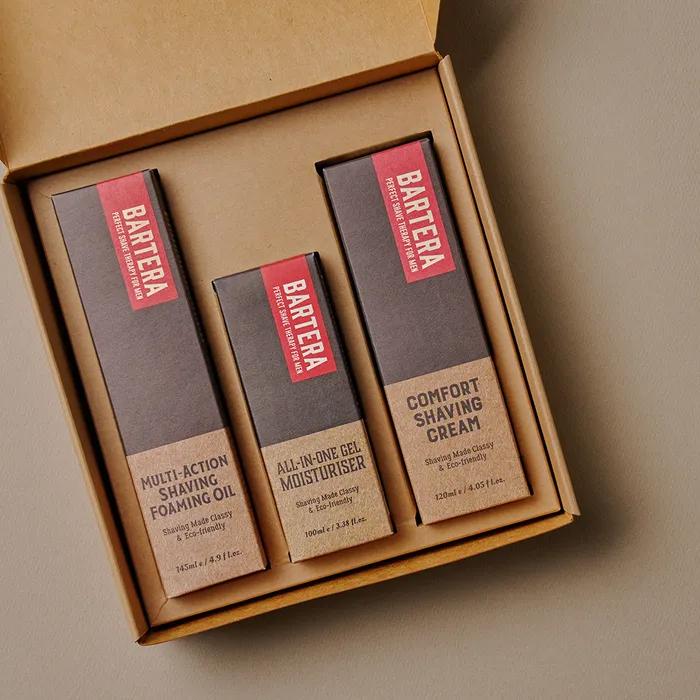 BARTERA
PERFECT SHAVE THERAPY FOR MEN
MULTI-ACTION
SHAVING
FOAMING OIL
Shaving Made Classy
& Eco-friendly
145ml e / 4.9 fl.oz.
BARTERA
PERFECT SHAVE THERAPY FOR MEN
ALL-IN-ONE GEL
MOISTURISER
Shaving Made Classy
& Eco-friendly
100ml e / 3.38 fl.oz.
BARTERA
PERFECT SHAVE THERAPY FOR MEN
COMFORT
SHAVING
CREAM
Shaving Made Classy
& Eco-friendly
120ml e / 4.05 fl.oz.